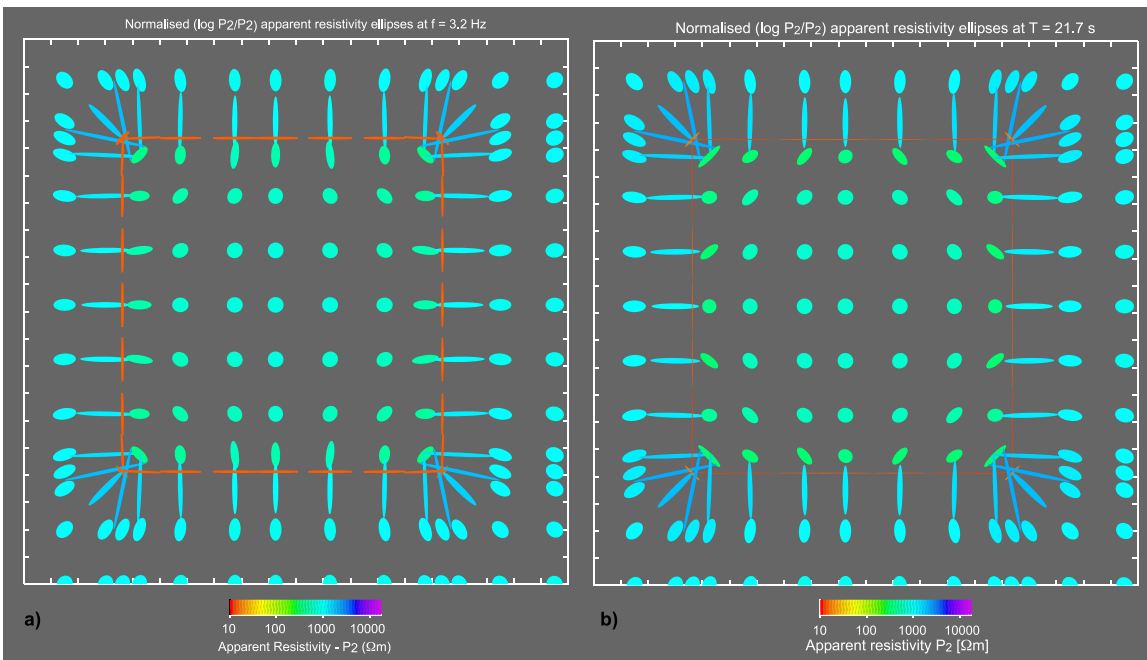 Normalised (log P2/P2) apparent resistivity ellipses at f = 3.2 Hz
a)
10 100 1000 10000
Apparent Resistivity - P2 (Ωm)
Normalised (log P2/P2) apparent resistivity ellipses at T = 21.7 s
b)
10 100 1000 10000
Apparent resistivity P2 [Ωm]